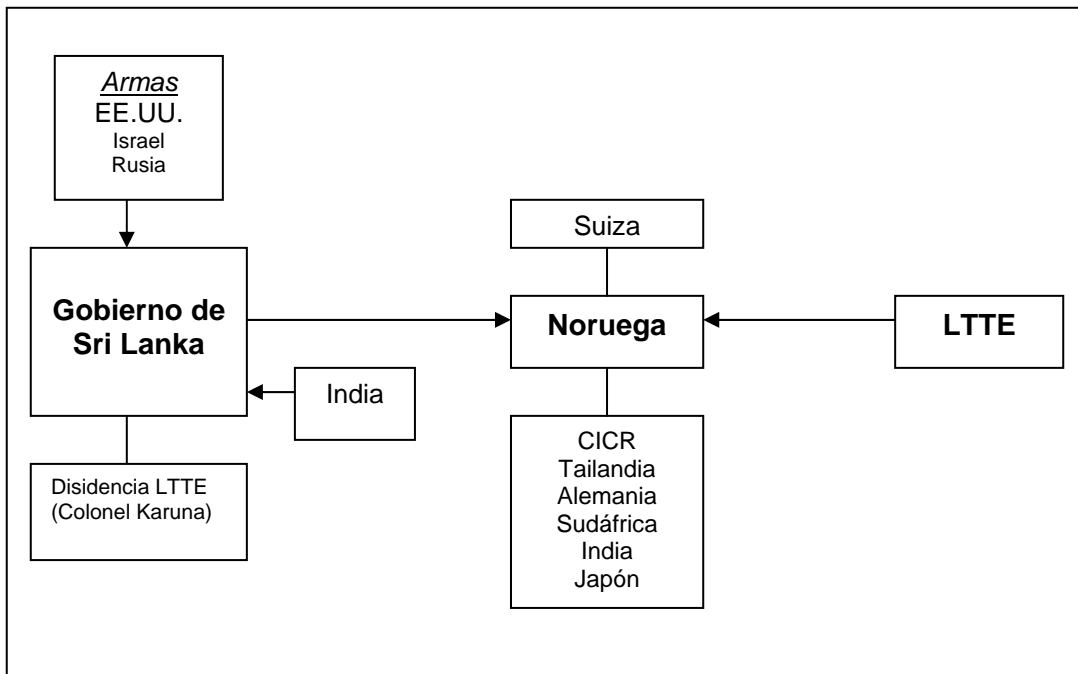 Armas
EE.UU.
Israel
Rusia
Suiza
Gobierno de
Sri Lanka
Noruega
LTTE
India
Disidencia LTTE
(Colonel Karuna)
CICR
Tailandia
Alemania
Sudáfrica
India
Japón